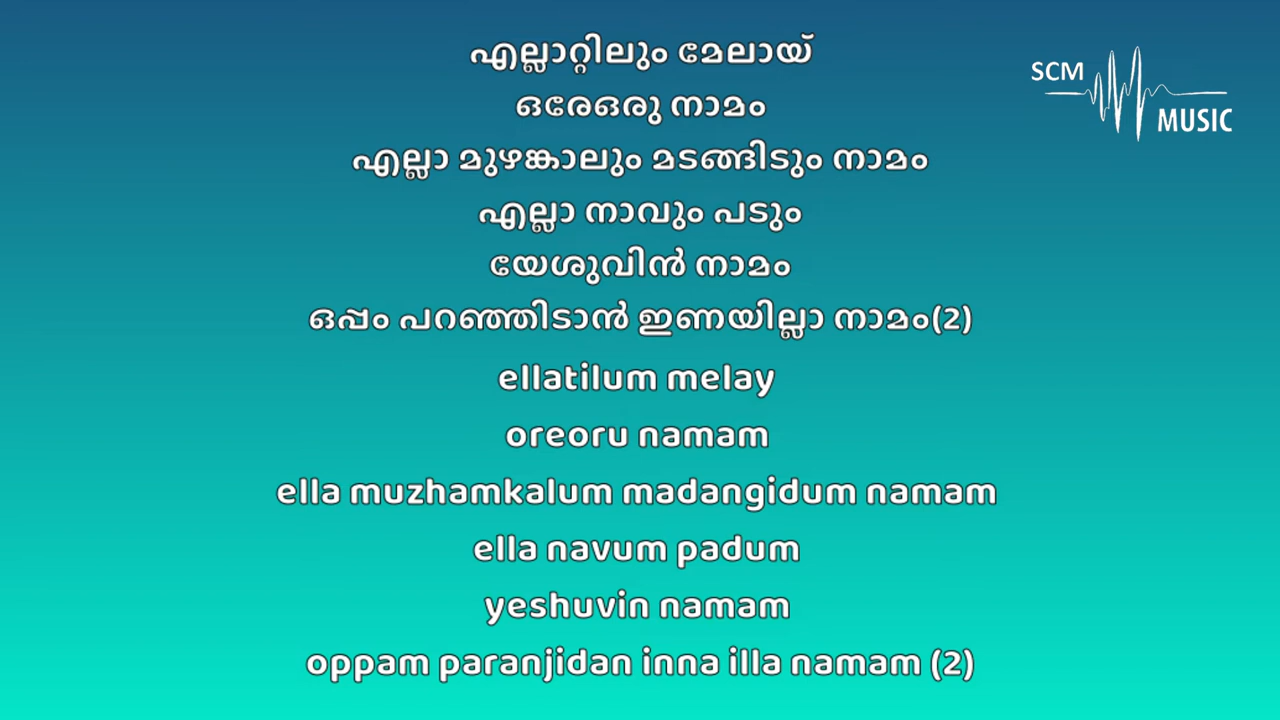 എല്ലാറ്റിലും മേലായ്
ഒരേഒരു നാമം
എല്ലാ മുഴങ്കാലും മടങ്ങിടും നാമം
എല്ലാ നാവും പടും
യേശുവിൻ നാമം
ഒപ്പം പറഞ്ഞിടാൻ ഇണയില്ലാ നാമം(2)
ellatilum melay
oreoru namam
ella muzhamkalum madangidum namam
ella navum padum
yeshuvin namam
oppam paranjidan inna illa namam (2)
SCM
MUSIC